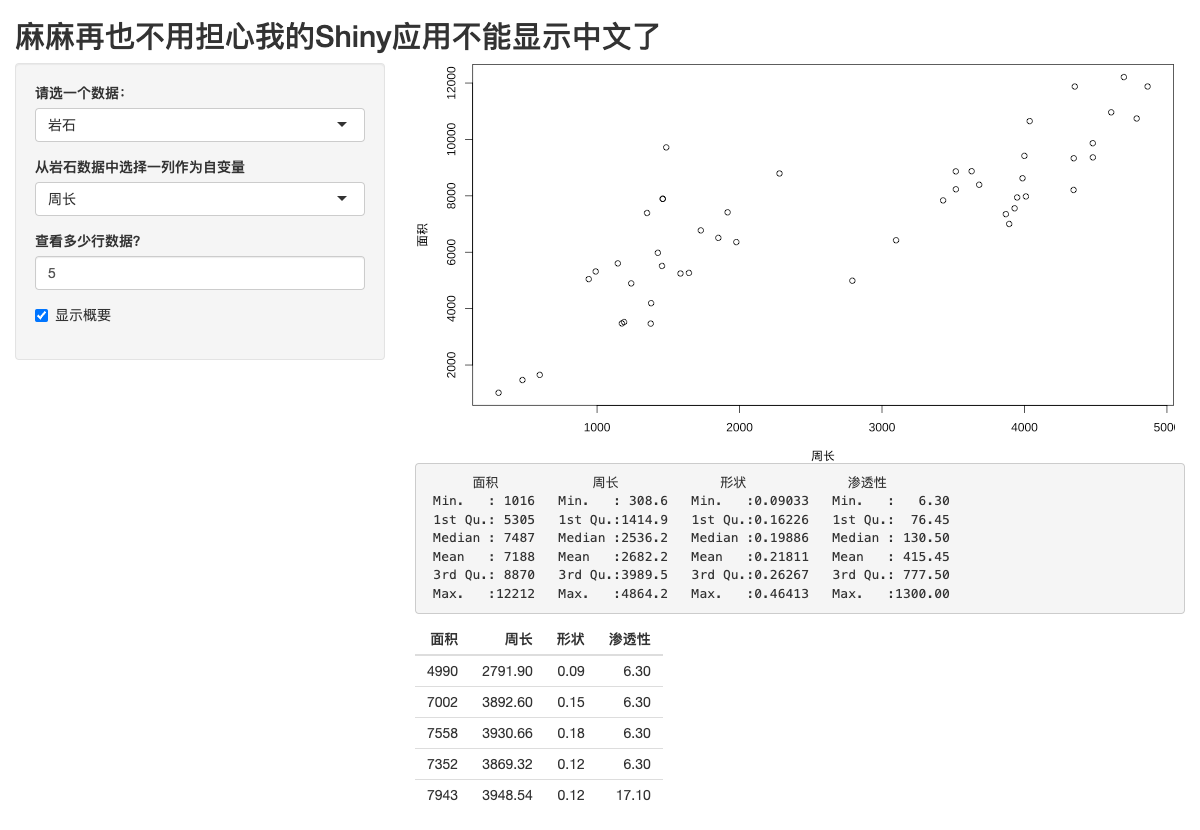 麻麻再也不用担心我的Shiny应用不能显示中文了
请选一个数据：
岩石
从岩石数据中选择一列作为自变量
周长
查看多少行数据?
5
显示概要
面积
12000
10000
8000
6000
4000
2000
1000 2000 3000 4000 5000
周长
面积 周长 形状 渗透性
Min. : 1016 Min. : 308.6 Min. :0.09033 Min. : 6.30
1st Qu.: 5305 1st Qu.:1414.9 1st Qu.:0.16226 1st Qu.: 76.45
Median : 7487 Median :2536.2 Median :0.19886 Median : 130.50
Mean : 7188 Mean :2682.2 Mean :0.21811 Mean : 415.45
3rd Qu.: 8870 3rd Qu.:3989.5 3rd Qu.:0.26267 3rd Qu.: 777.50
Max. :12212 Max. :4864.2 Max. :0.46413 Max. :1300.00
面积 周长 形状 渗透性
4990 2791.90 0.09 6.30
7002 3892.60 0.15 6.30
7558 3930.66 0.18 6.30
7352 3869.32 0.12 6.30
7943 3948.54 0.12 17.10